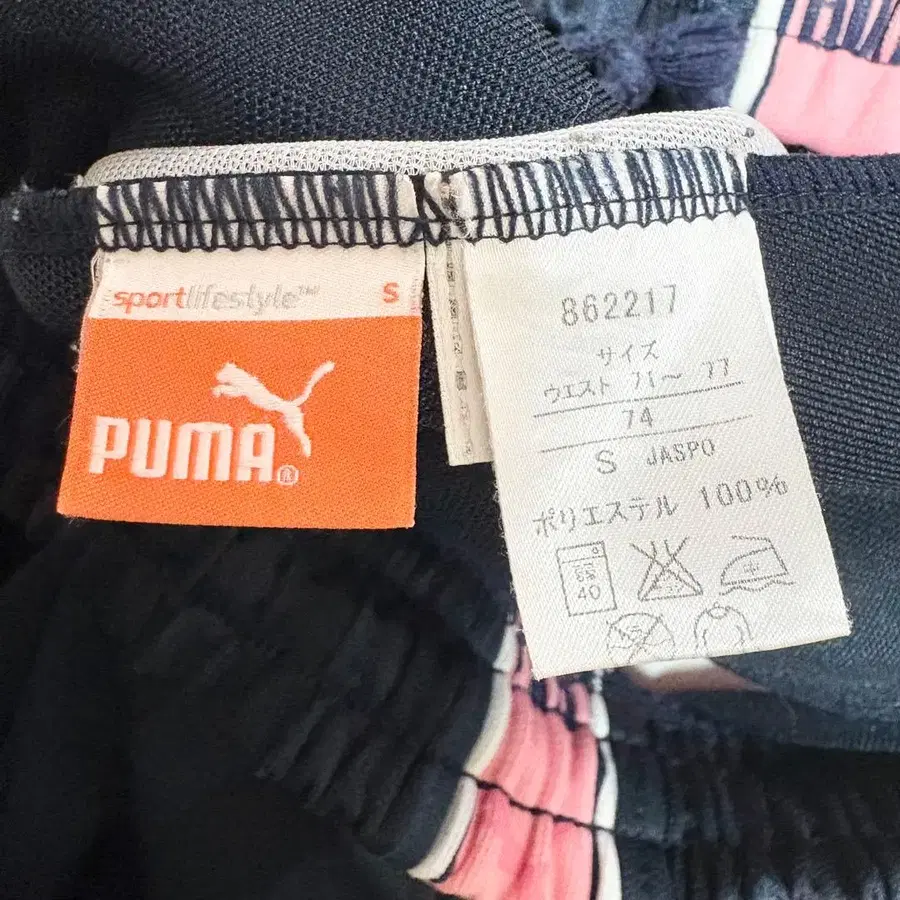 sportlifestyle™ S
PUMA®
862217
サイズ
ウエスト 71～ 77
74
S JASPO
ポリエステル 100%
40